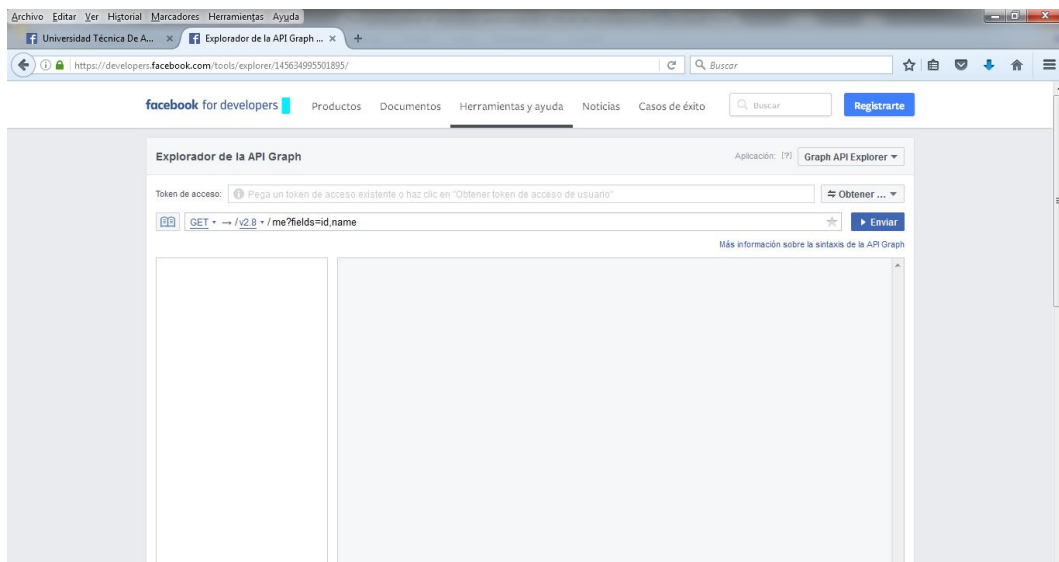 Archivo Editar Ver Historial Marcadores Herramientas Ayuda
Universidad Técnica De A... × Explorador de la API Graph ... × +
https://developers.facebook.com/tools/explorer/145634995501895/ Buscar
facebook for developers Productos Documentos Herramientas y ayuda Noticias Casos de éxito Buscar Registrarte
Explorador de la API Graph Aplicación: [?] Graph API Explorer
Token de acceso: Pega un token de acceso existente o haz clic en "Obtener token de acceso de usuario" Obtener ...
GET → /v2.8 / me?fields=id,name Enviar
Más información sobre la sintaxis de la API Graph